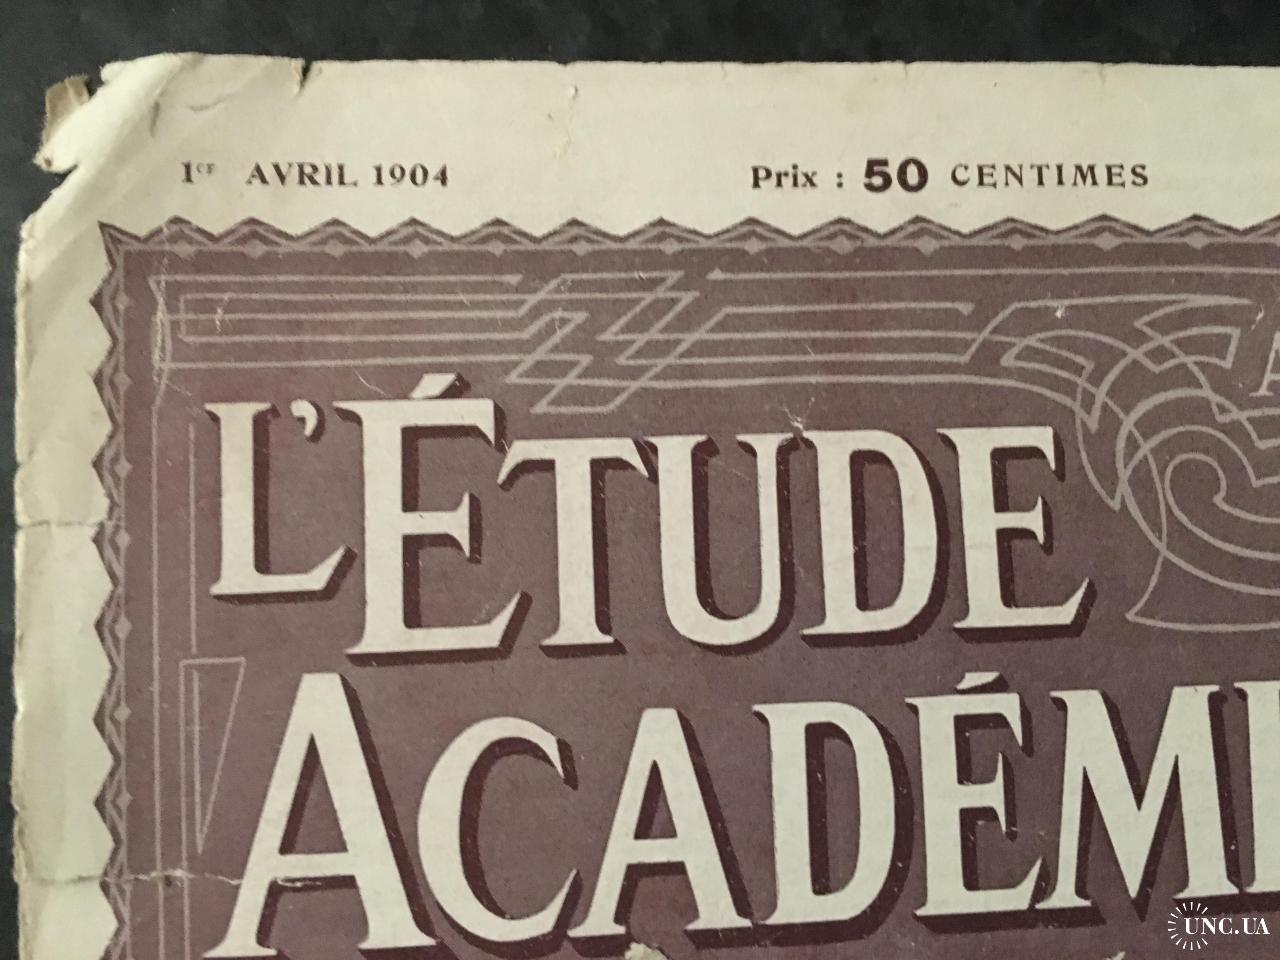 1er AVRIL 1904
Prix : 50 CENTIMES
L'ÉTUDE
ACADÉMI
UNC.UA